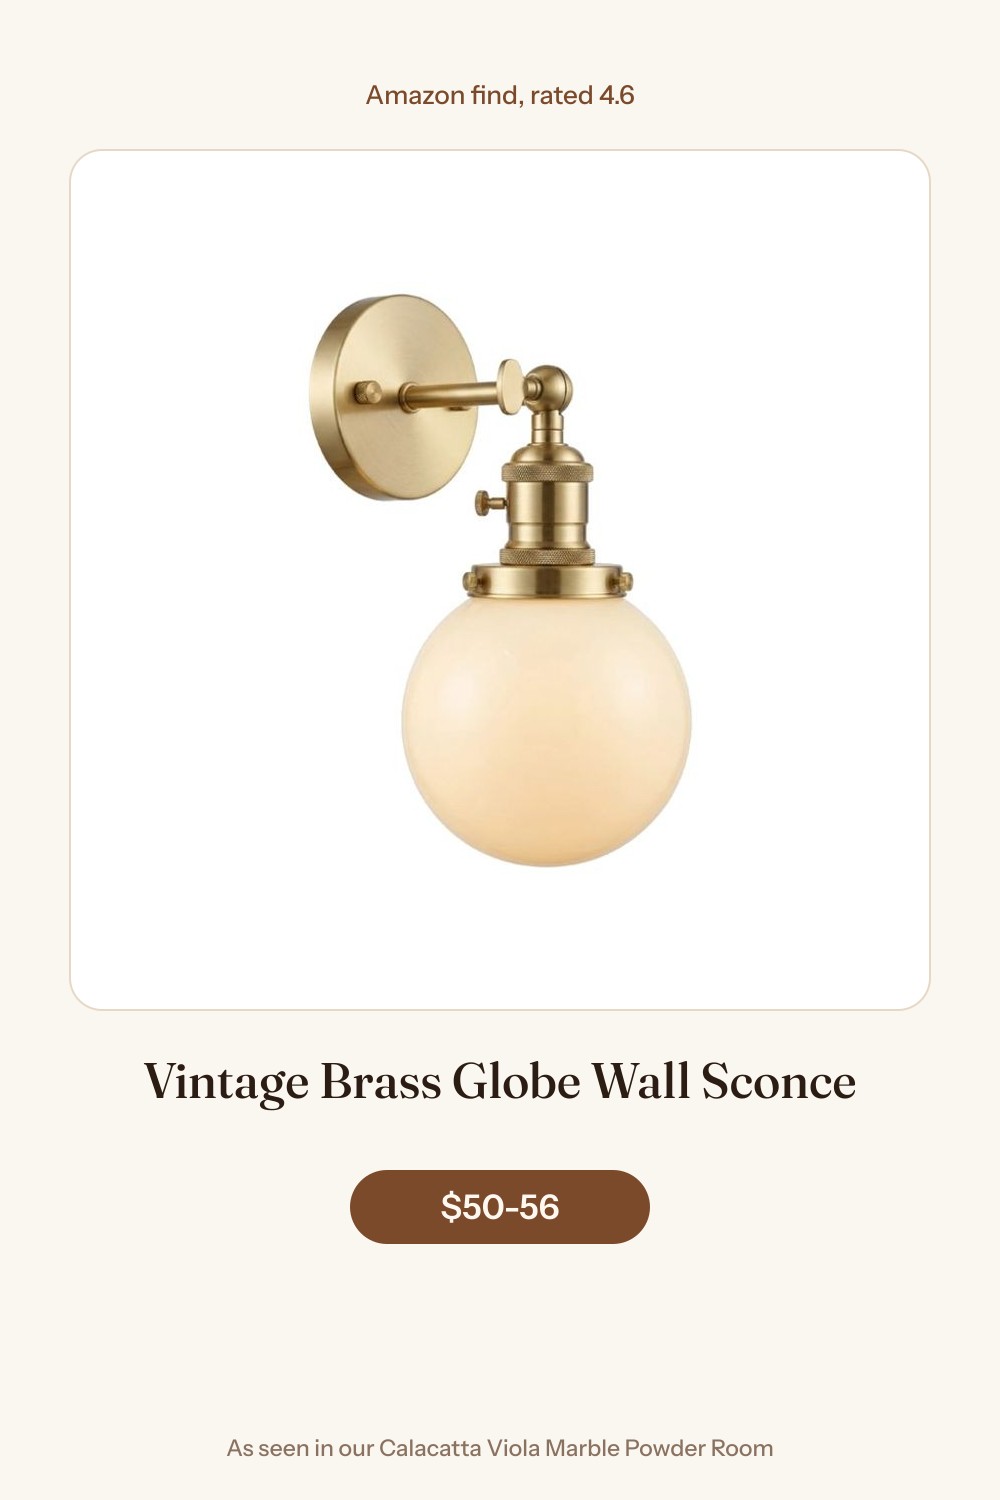 Amazon find, rated 4.6
Vintage Brass Globe Wall Sconce
$50-56
As seen in our Calacatta Viola Marble Powder Room